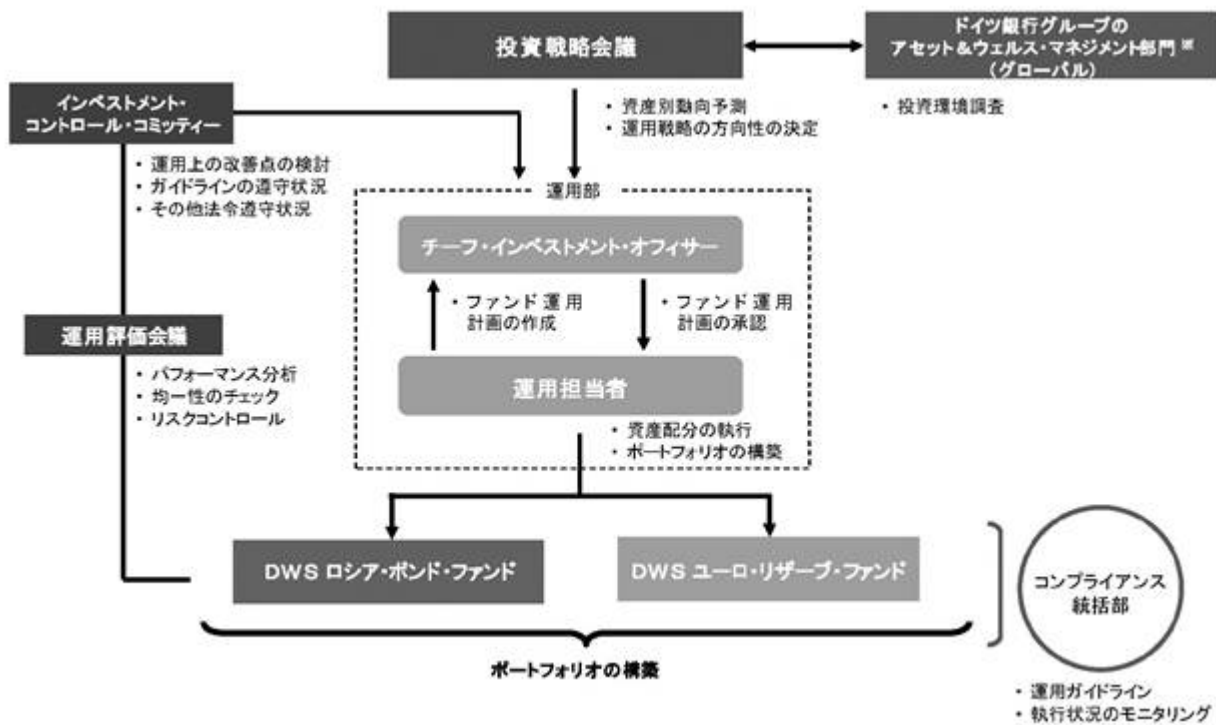 投資戦略会議
ドイツ銀行グループの
アセット&ウェルス・マネジメント部門※
(グローバル)
・ 投資環境調査
・ 資産別動向予測
・ 運用戦略の方向性の決定
インベストメント・
コントロール・コミッティー
・ 運用上の改善点の検討
・ ガイドラインの遵守状況
・ その他法令遵守状況
運用部
チーフ・インベストメント・オフィサー
・ ファンド運用
計画の作成
・ ファンド運用
計画の承認
運用評価会議
・ パフォーマンス分析
・ 均一性のチェック
・ リスクコントロール
運用担当者
・ 資産配分の執行
・ ポートフォリオの構築
DWS ロシア・ボンド・ファンド
DWS ユーロ・リザーブ・ファンド
コンプライアンス
統括部
ポートフォリオの構築
・ 運用ガイドライン
・ 執行状況のモニタリング